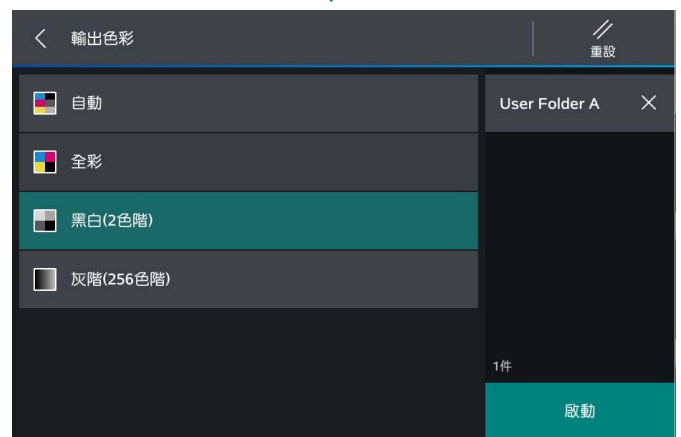 輸出色彩
重設
自動
User Folder A
全彩
黑白(2色階)
灰階(256色階)
1件
啟動